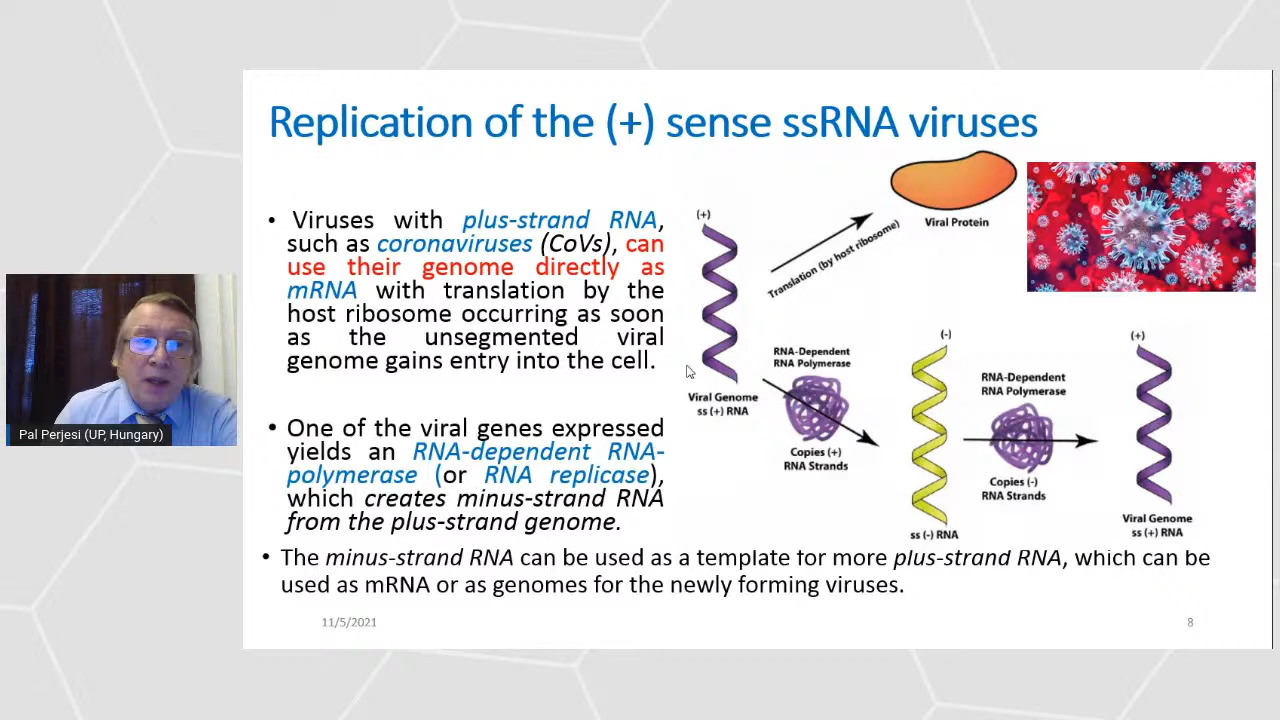 Replication of the (+) sense ssRNA viruses
• Viruses with plus-strand RNA,
such as coronaviruses (CoVs), can
use their genome directly as
mRNA with translation by the
host ribosome occurring as soon
as the unsegmented viral
genome gains entry into the cell.
• One of the viral genes expressed
yields an RNA-dependent RNA-
polymerase (or RNA replicase),
which creates minus-strand RNA
from the plus-strand genome.
• The minus-strand RNA can be used as a template for more plus-strand RNA, which can be
used as mRNA or as genomes for the newly forming viruses.
(+)
Viral Genome
ss (+) RNA
Translation (by host ribosome)
Viral Protein
RNA-Dependent
RNA Polymerase
Copies (+)
RNA Strands
(-)
ss (-) RNA
RNA-Dependent
RNA Polymerase
Copies (-)
RNA Strands
(+)
Viral Genome
ss (+) RNA
11/5/2021
8
Pal Perjesi (UP, Hungary)